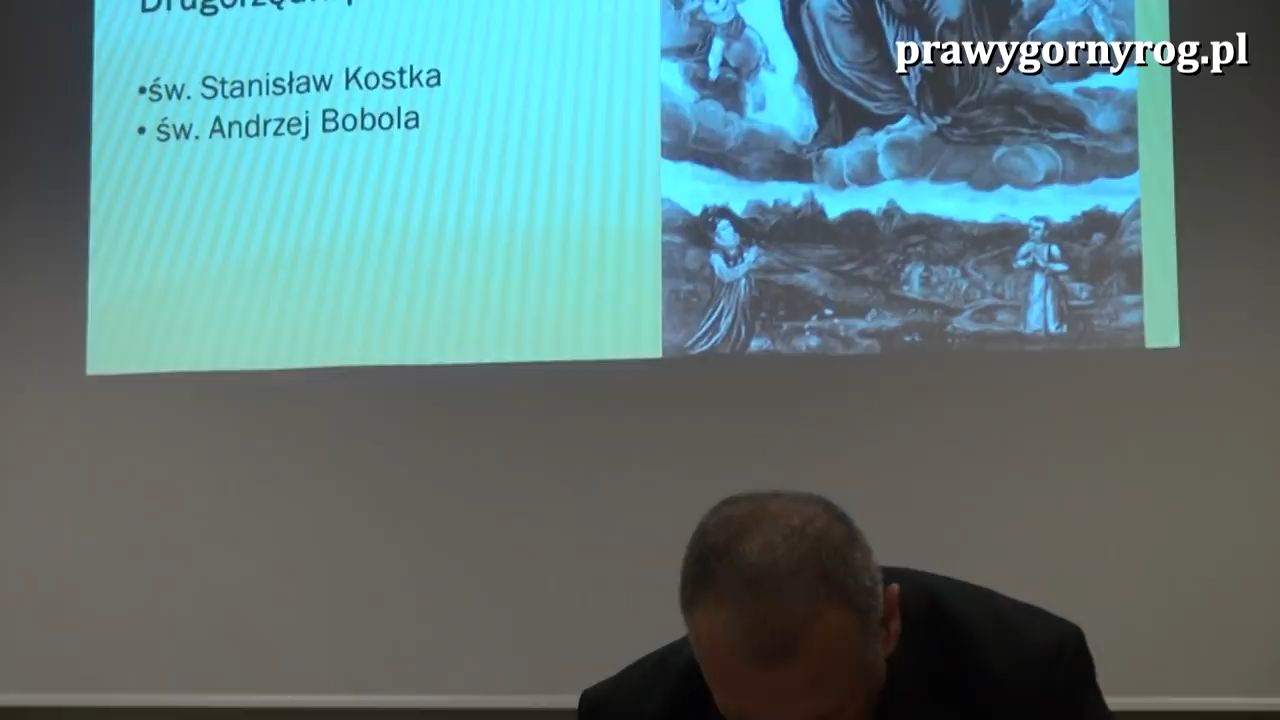 prawygornyrog.pl
•św. Stanisław Kostka
• św. Andrzej Bobola